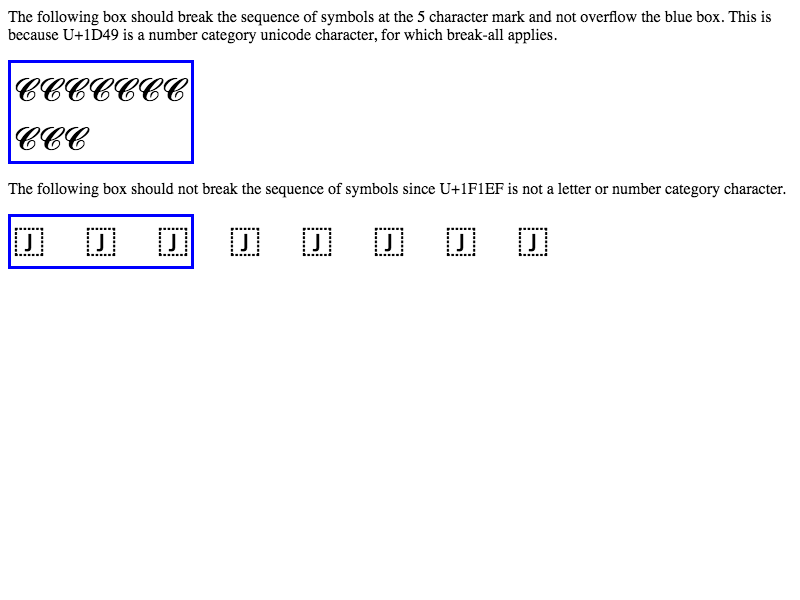 The following box should break the sequence of symbols at the 5 character mark and not overflow the blue box. This is
because U+1D49 is a number category unicode character, for which break-all applies.
𝒞𝒞𝒞𝒞𝒞𝒞𝒞
𝒞𝒞𝒞
The following box should not break the sequence of symbols since U+1F1EF is not a letter or number category character.
🇯 🇯 🇯 🇯 🇯 🇯 🇯 🇯